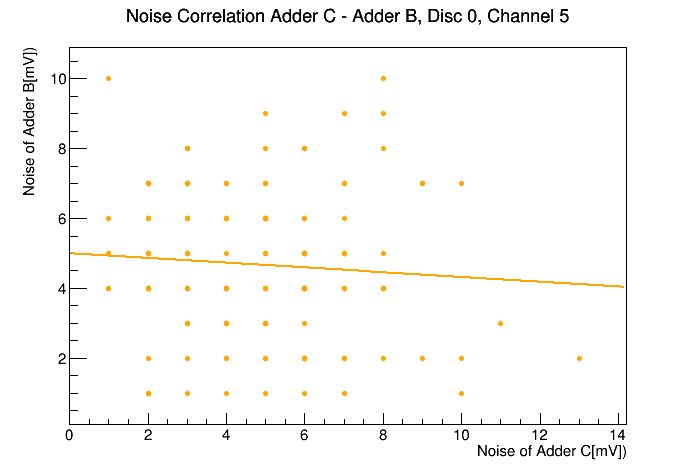 Noise Correlation Adder C - Adder B, Disc 0, Channel 5
Noise of Adder B[mV])
10
8
6
4
2
0 2 4 6 8 10 12 14
Noise of Adder C[mV])